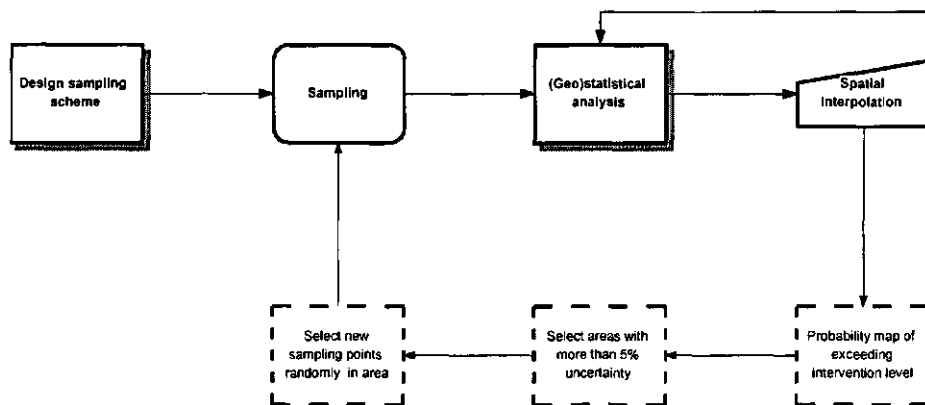 Design sampling
scheme
Sampling
(Geo)statistical
analysis
Spatial
Interpolation
Select new
sampling points
randomly in area
Select areas with
more than 5%
uncertainty
Probability map of
exceeding
intervention level